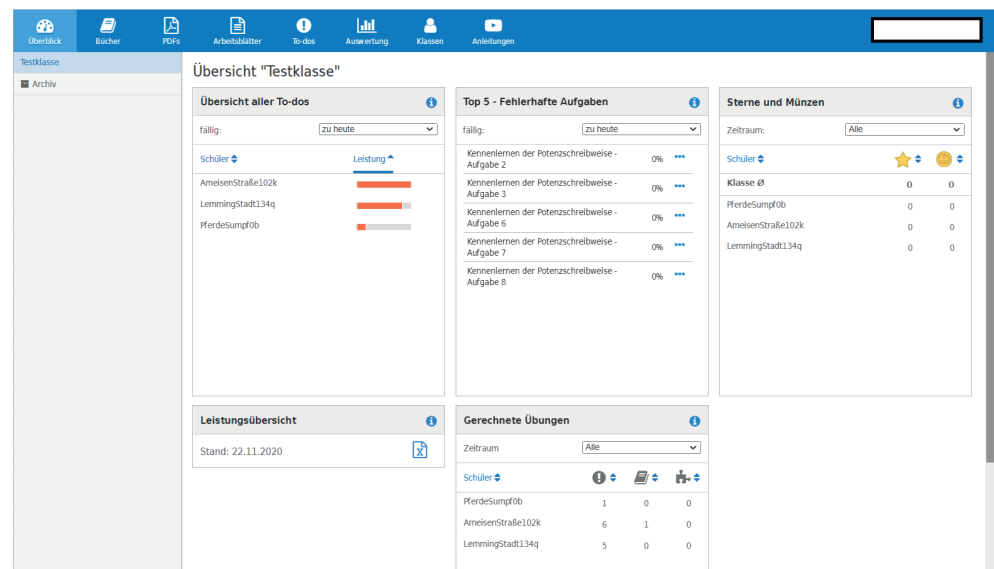 Überblick Bücher PDFs Arbeitsblätter To-dos Auswertung Klassen Anleitungen
Testklasse
Archiv
Übersicht "Testklasse"
Übersicht aller To-dos
fällig: zu heute
Schüler Leistung
AmeisenStraße102k
LemmingStadt134q
PferdeSumpf0b
Top 5 - Fehlerhafte Aufgaben
fällig: zu heute
Kennenlernen der Potenzschreibweise -
Aufgabe 2 0%
Kennenlernen der Potenzschreibweise -
Aufgabe 3 0%
Kennenlernen der Potenzschreibweise -
Aufgabe 6 0%
Kennenlernen der Potenzschreibweise -
Aufgabe 7 0%
Kennenlernen der Potenzschreibweise -
Aufgabe 8 0%
Sterne und Münzen
Zeitraum: Alle
Schüler
Klasse Ø 0 0
PferdeSumpf0b 0 0
AmeisenStraße102k 0 0
LemmingStadt134q 0 0
Leistungsübersicht
Stand: 22.11.2020
Gerechnete Übungen
Zeitraum Alle
Schüler
PferdeSumpf0b 1 0 0
AmeisenStraße102k 6 1 0
LemmingStadt134q 5 0 0